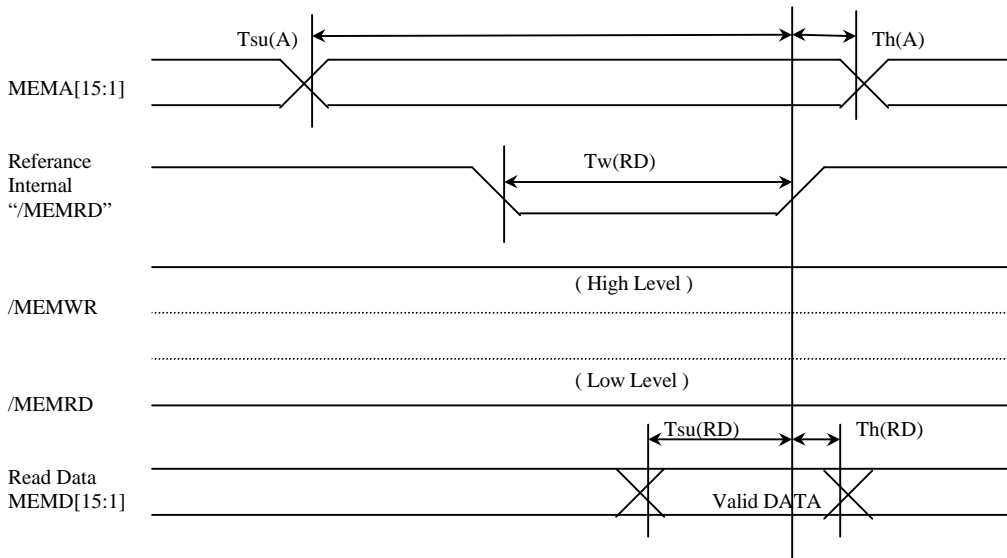 Tsu(A)
Th(A)
MEMA[15:1]
Referance
Internal
“/MEMRD”
Tw(RD)
( High Level )
/MEMWR
( Low Level )
/MEMRD
Tsu(RD)
Th(RD)
Read Data
MEMD[15:1]
Valid DATA